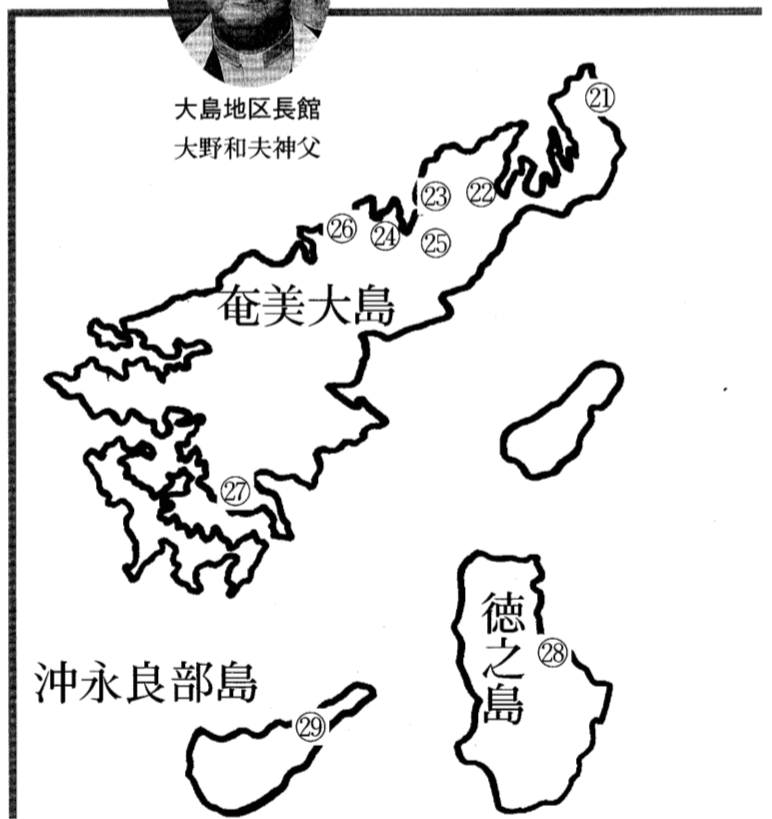 大島地区長館
大野和夫神父
㉑
㉓ ㉒
㉖ ㉔ ㉕
奄美大島
㉗
徳之島
㉘
沖永良部島
㉙